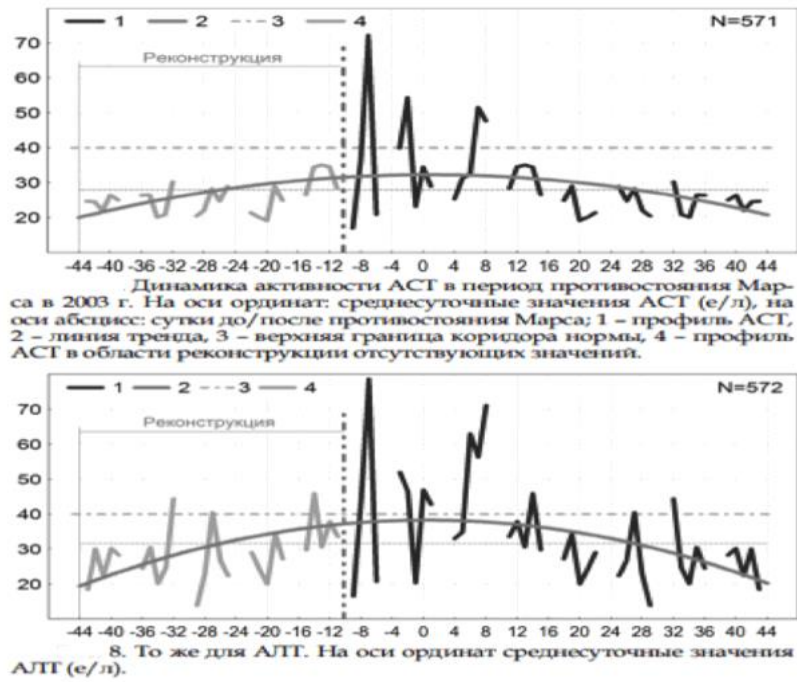 1 2 3 4 N=571
70
Реконструкция
60
50
40
30
20
-44 -40 -36 -32 -28 -24 -20 -16 -12 -8 -4 0 4 8 12 16 20 24 28 32 36 40 44
Динамика активности АСТ в период противостояния Мар-
са в 2003 г. На оси ординат: среднесуточные значения АСТ (е/л), на
оси абсцисс: сутки до/после противостояния Марса; 1 – профиль АСТ,
2 – линия тренда, 3 – верхняя граница коридора нормы, 4 – профиль
АСТ в области реконструкции отсутствующих значений.
1 2 3 4 N=572
70
Реконструкция
60
50
40
30
20
-44 -40 -36 -32 -28 -24 -20 -16 -12 -8 -4 0 4 8 12 16 20 24 28 32 36 40 44
8. То же для АЛТ. На оси ординат среднесуточные значения
АЛТ (е/л).